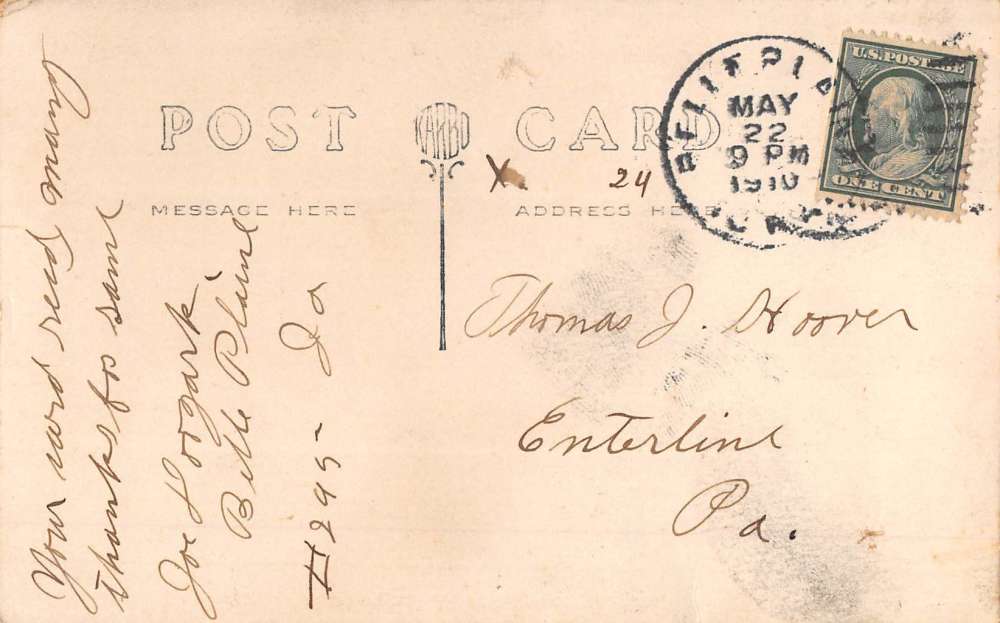 Your card recd many
thanks for same
Joe
Belle Plaine
Ia
# 295-
POST CARD
KARBO
MESSAGE HERE
ADDRESS HERE
X. 24
MAY
22
9 PM
1910
U.S. POSTAGE
ONE CENT
Thomas J. Hoover
Enterline
Pa.